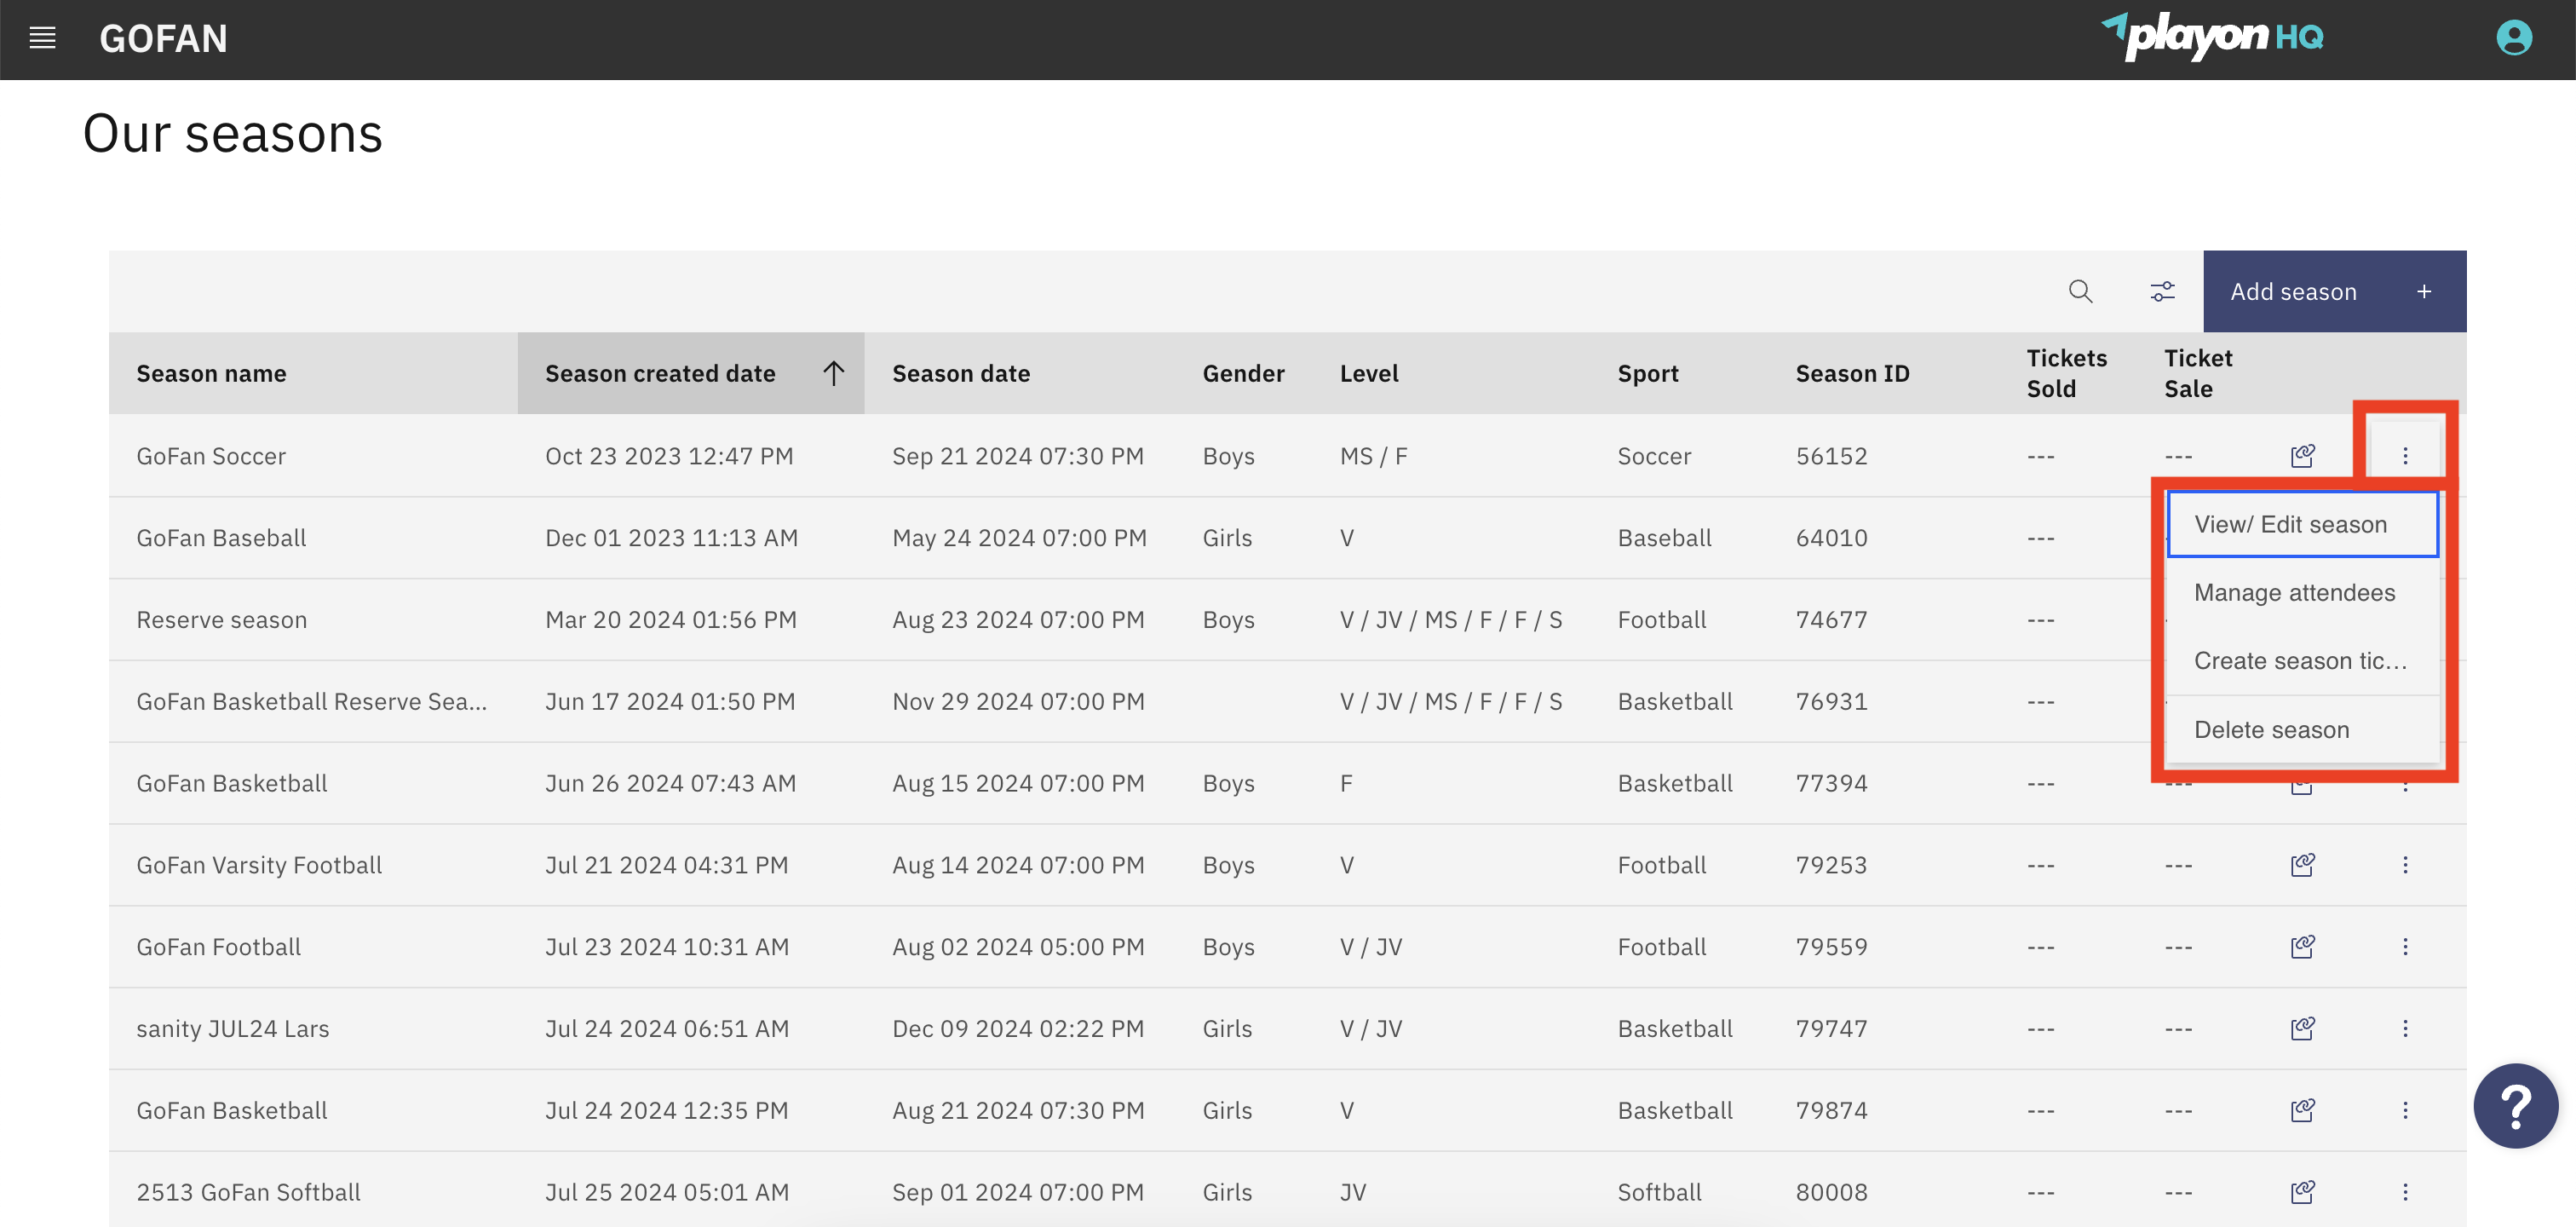 GOFAN
playon HQ
Our seasons
Add season +
Season name Season created date Season date Gender Level Sport Season ID Tickets Sold Ticket Sale
GoFan Soccer Oct 23 2023 12:47 PM Sep 21 2024 07:30 PM Boys MS / F Soccer 56152 --- ---
GoFan Baseball Dec 01 2023 11:13 AM May 24 2024 07:00 PM Girls V Baseball 64010 ---
Reserve season Mar 20 2024 01:56 PM Aug 23 2024 07:00 PM Boys V / JV / MS / F / F / S Football 74677 ---
GoFan Basketball Reserve Sea... Jun 17 2024 01:50 PM Nov 29 2024 07:00 PM V / JV / MS / F / F / S Basketball 76931 ---
View/ Edit season
Manage attendees
Create season tic...
Delete season
GoFan Basketball Jun 26 2024 07:43 AM Aug 15 2024 07:00 PM Boys F Basketball 77394 --- ---
GoFan Varsity Football Jul 21 2024 04:31 PM Aug 14 2024 07:00 PM Boys V Football 79253 --- ---
GoFan Football Jul 23 2024 10:31 AM Aug 02 2024 05:00 PM Boys V / JV Football 79559 --- ---
sanity JUL24 Lars Jul 24 2024 06:51 AM Dec 09 2024 02:22 PM Girls V / JV Basketball 79747 --- ---
GoFan Basketball Jul 24 2024 12:35 PM Aug 21 2024 07:30 PM Girls V Basketball 79874 --- ---
2513 GoFan Softball Jul 25 2024 05:01 AM Sep 01 2024 07:00 PM Girls JV Softball 80008 --- ---
?